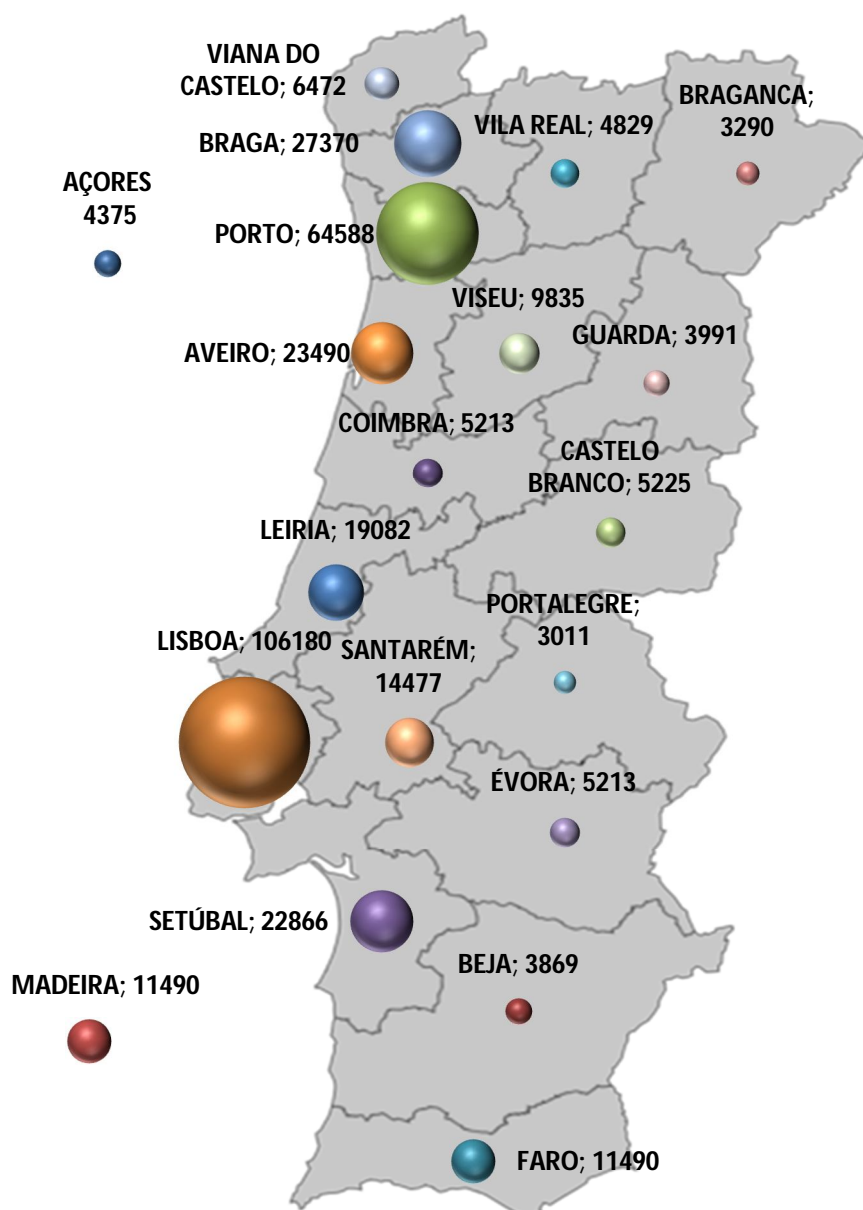 VIANA DO
CASTELO; 6472
BRAGANCA;
3290
VILA REAL; 4829
BRAGA; 27370
AÇORES
4375
PORTO; 64588
VISEU; 9835
GUARDA; 3991
AVEIRO; 23490
COIMBRA; 5213
CASTELO
BRANCO; 5225
LEIRIA; 19082
PORTALEGRE;
3011
LISBOA; 106180
SANTARÉM;
14477
ÉVORA; 5213
SETÚBAL; 22866
BEJA; 3869
MADEIRA; 11490
FARO; 11490